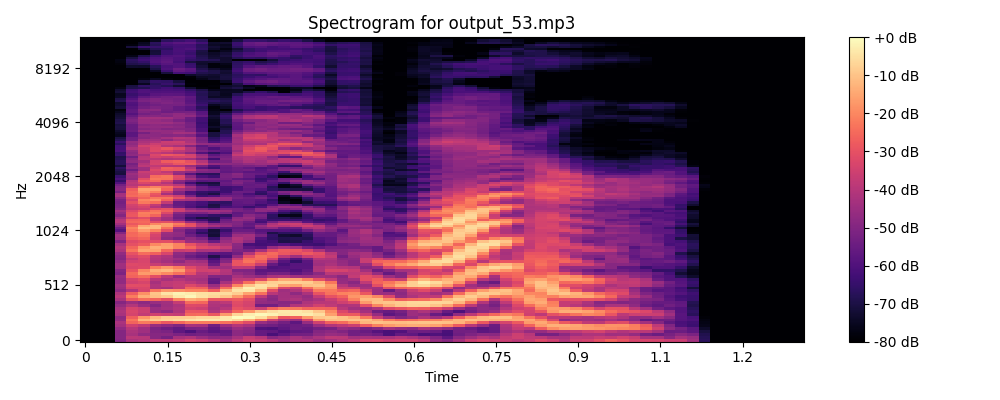 Spectrogram for output_53.mp3
Hz
8192
4096
2048
1024
512
0
0 0.15 0.3 0.45 0.6 0.75 0.9 1.1 1.2
Time
+0 dB
-10 dB
-20 dB
-30 dB
-40 dB
-50 dB
-60 dB
-70 dB
-80 dB